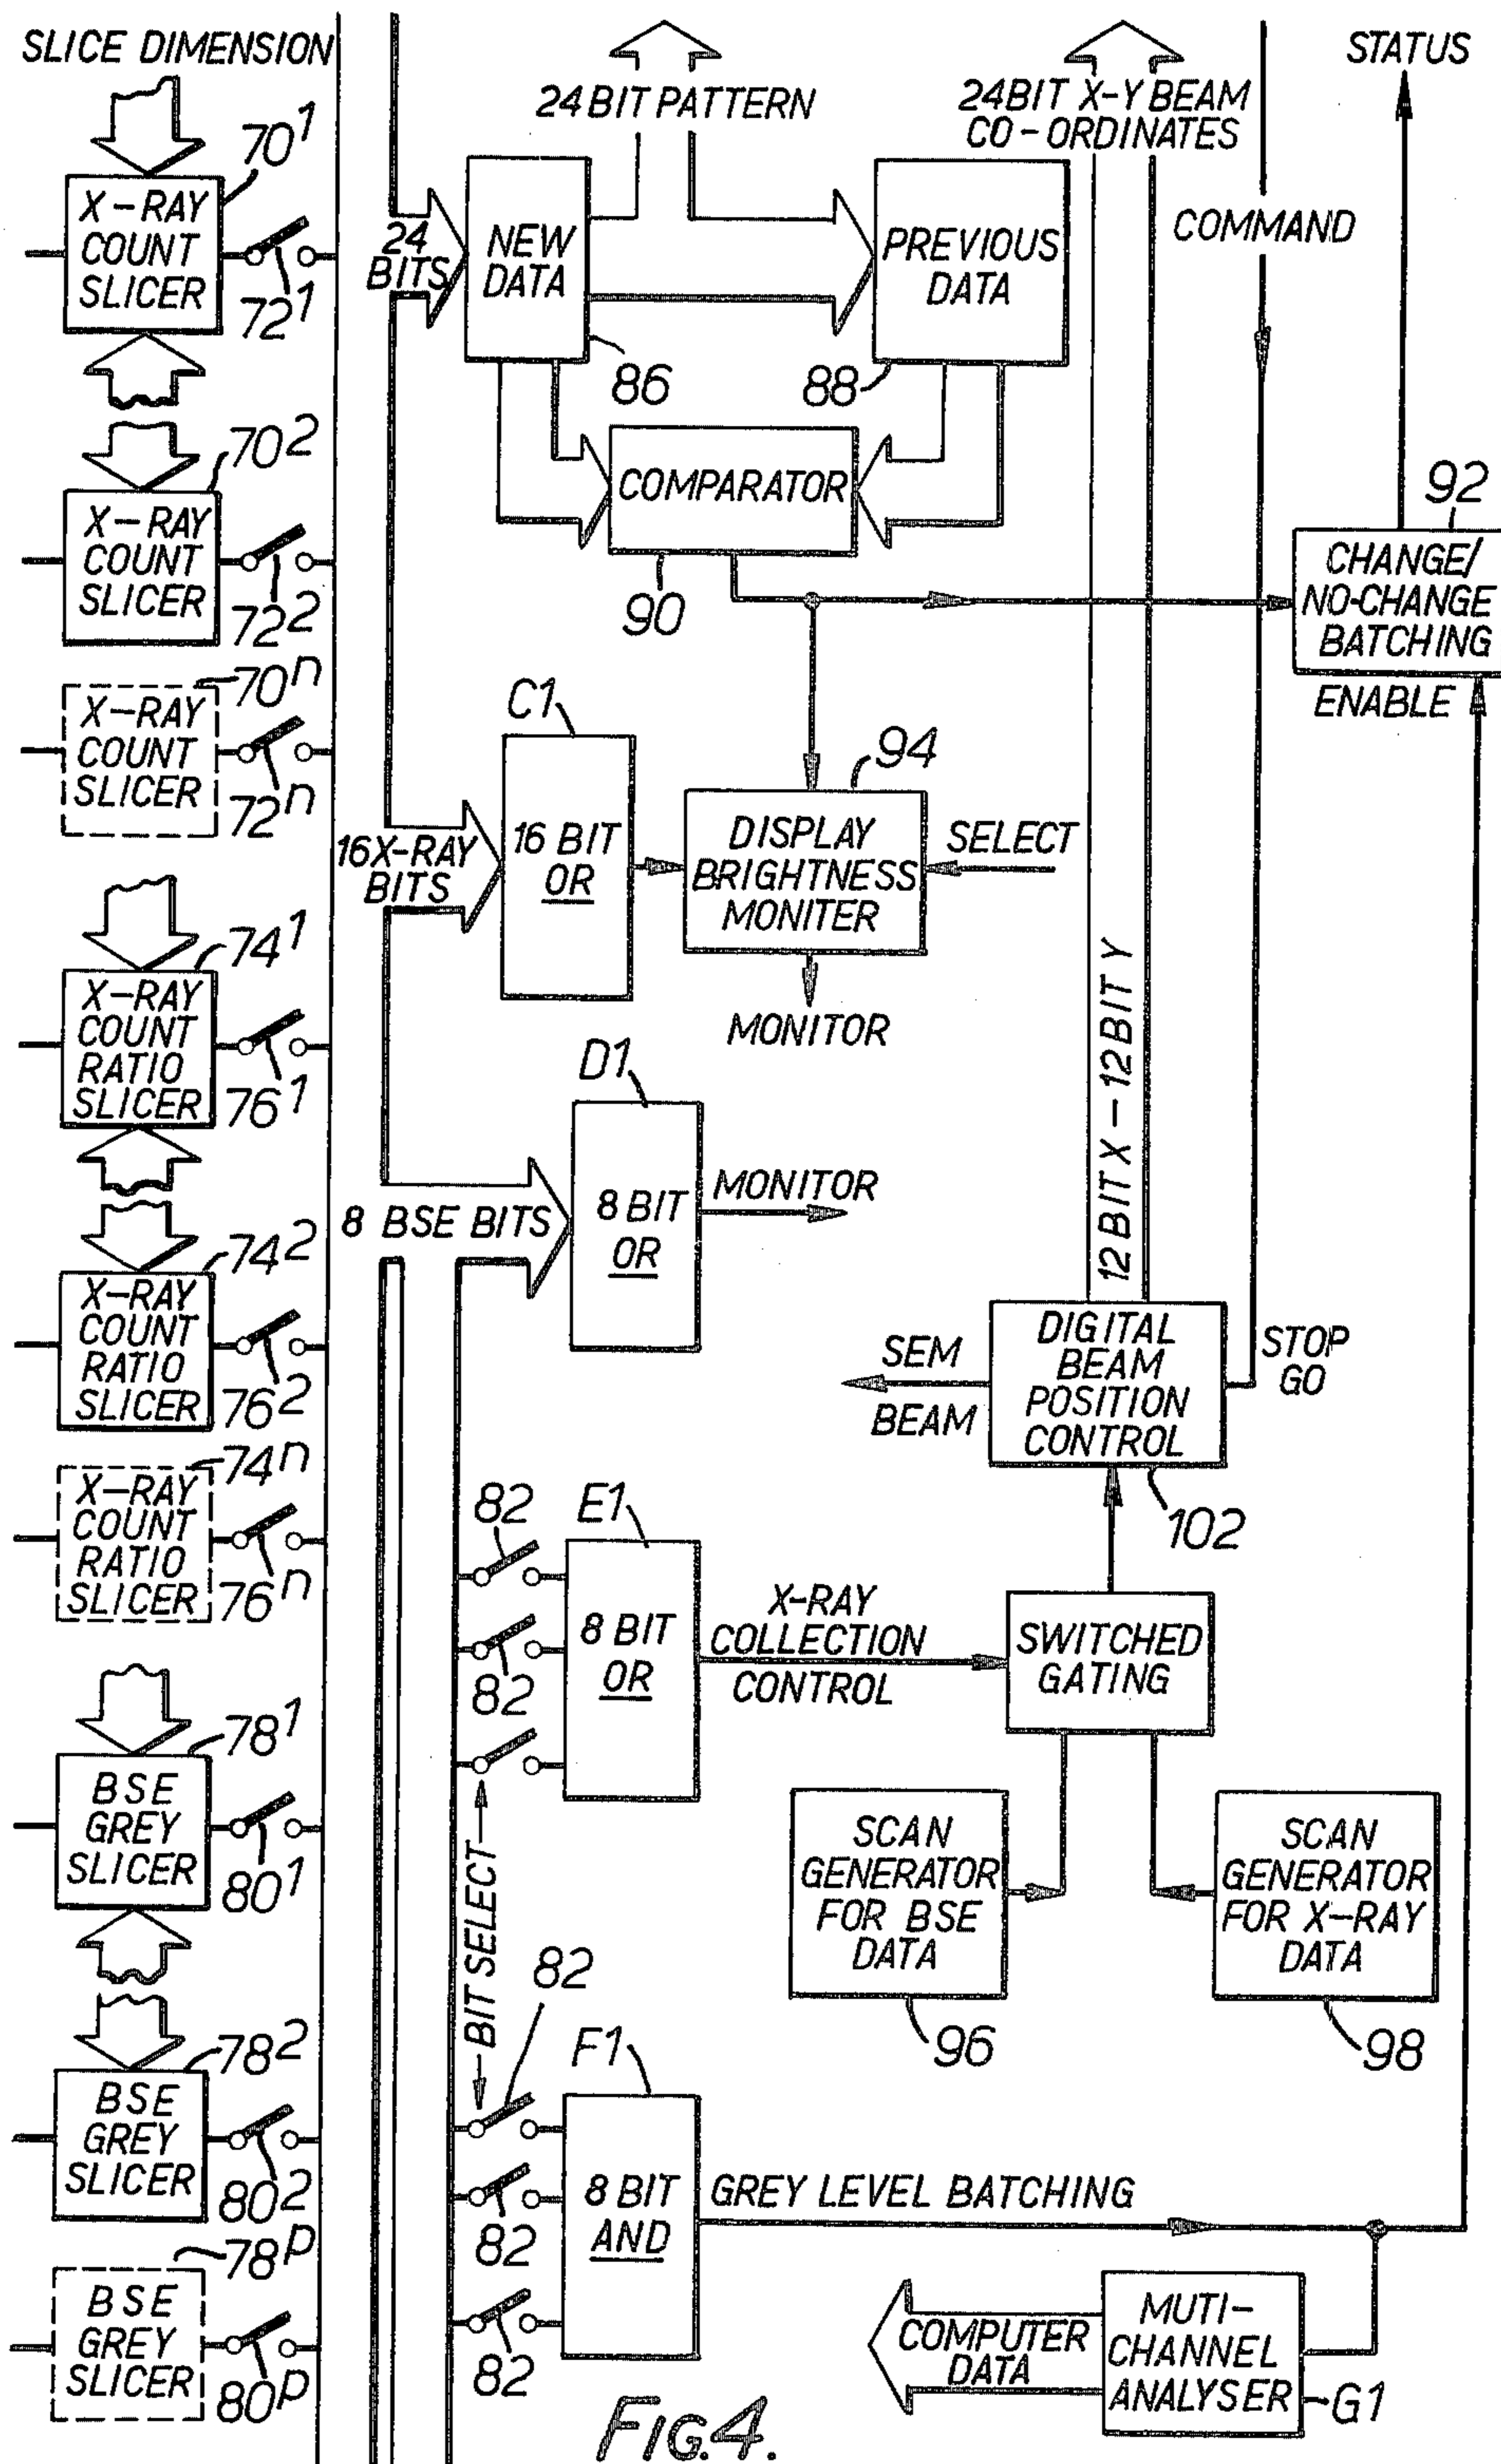 SLICE DIMENSION
X-RAY
COUNT
SLICER
70¹
72¹
X-RAY
COUNT
SLICER
70²
72²
X-RAY
COUNT
SLICER
70ⁿ
72ⁿ
X-RAY
COUNT
RATIO
SLICER
74¹
76¹
X-RAY
COUNT
RATIO
SLICER
74²
76²
X-RAY
COUNT
RATIO
SLICER
74ⁿ
76ⁿ
BSE
GREY
SLICER
78¹
80¹
BSE
GREY
SLICER
78²
80²
BSE
GREY
SLICER
78ᵖ
80ᵖ
24 BIT PATTERN
24BIT X-Y BEAM
CO-ORDINATES
STATUS
COMMAND
24
BITS
NEW
DATA
86
PREVIOUS
DATA
88
COMPARATOR
90
92
CHANGE/
NO-CHANGE
BATCHING
ENABLE
16X-RAY
BITS
C1
16 BIT
OR
94
DISPLAY
BRIGHTNESS
MONITER
SELECT
MONITOR
8 BSE BITS
D1
8 BIT
OR
MONITOR
12 BIT X - 12 BIT Y
DIGITAL
BEAM
POSITION
CONTROL
102
SEM
BEAM
STOP
GO
82
82
E1
8 BIT
OR
X-RAY
COLLECTION
CONTROL
SWITCHED
GATING
SCAN
GENERATOR
FOR BSE
DATA
96
SCAN
GENERATOR
FOR X-RAY
DATA
98
BIT SELECT
82
82
82
F1
8 BIT
AND
GREY LEVEL BATCHING
MUTI-
CHANNEL
ANALYSER
G1
COMPUTER
DATA
FIG.4.